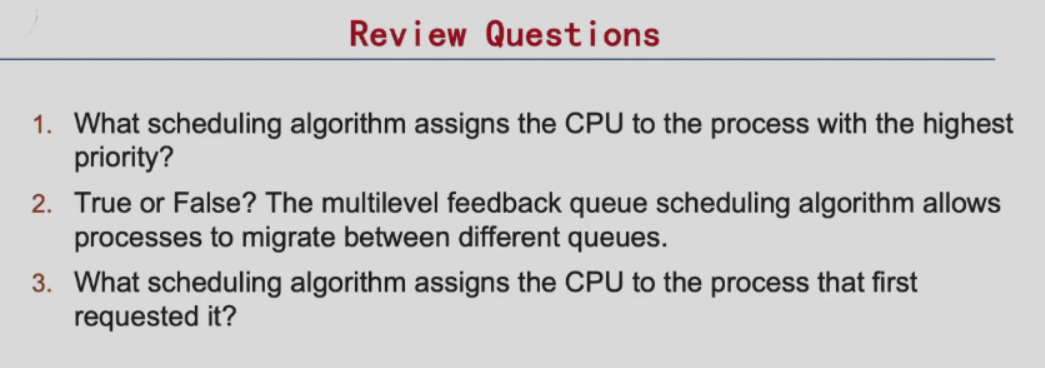 Review Questions
1. What scheduling algorithm assigns the CPU to the process with the highest
priority?
2. True or False? The multilevel feedback queue scheduling algorithm allows
processes to migrate between different queues.
3. What scheduling algorithm assigns the CPU to the process that first
requested it?